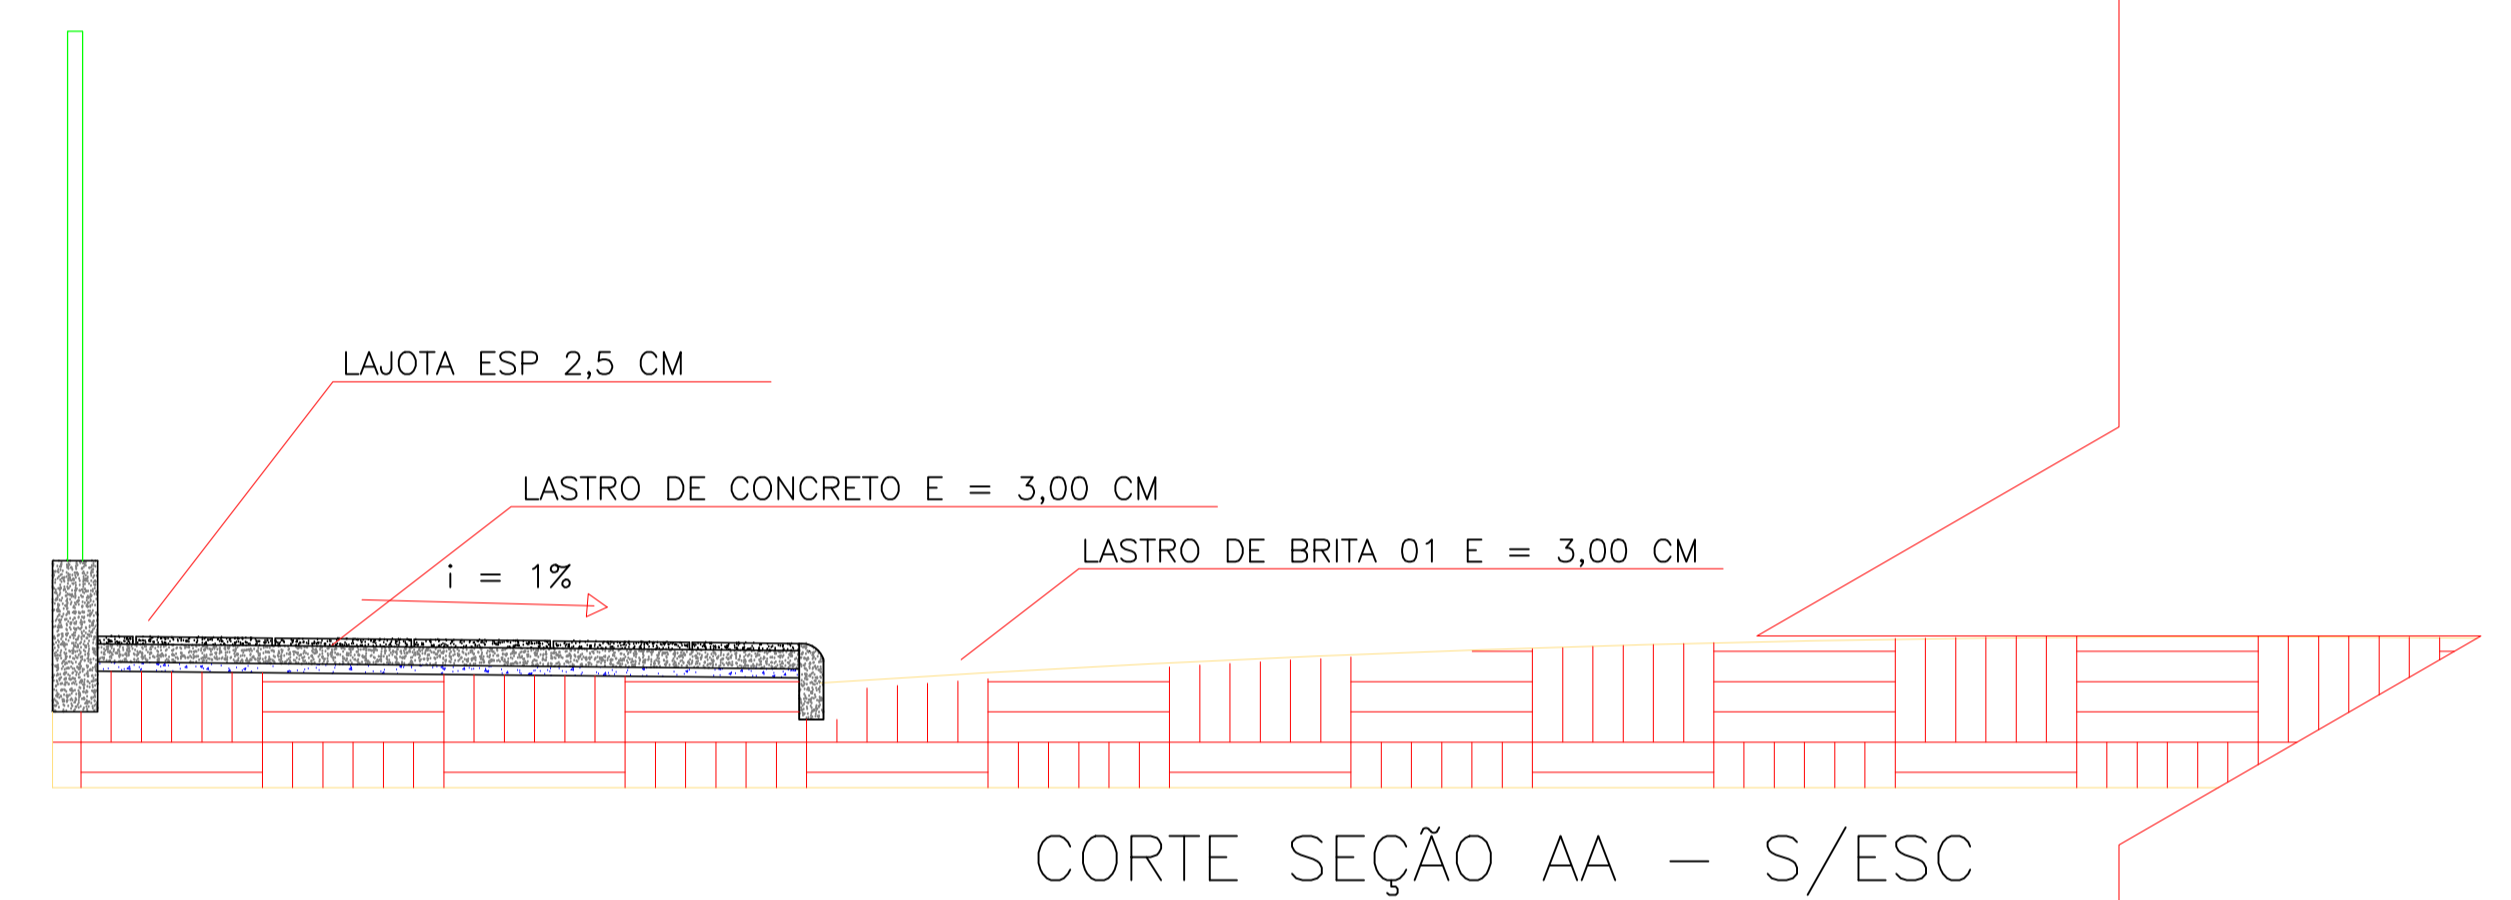 LAJOTA ESP 2,5 CM
LASTRO DE CONCRETO E = 3,00 CM
LASTRO DE BRITA 01 E = 3,00 CM
i = 1%
CORTE SEÇÃO AA – S/ESC